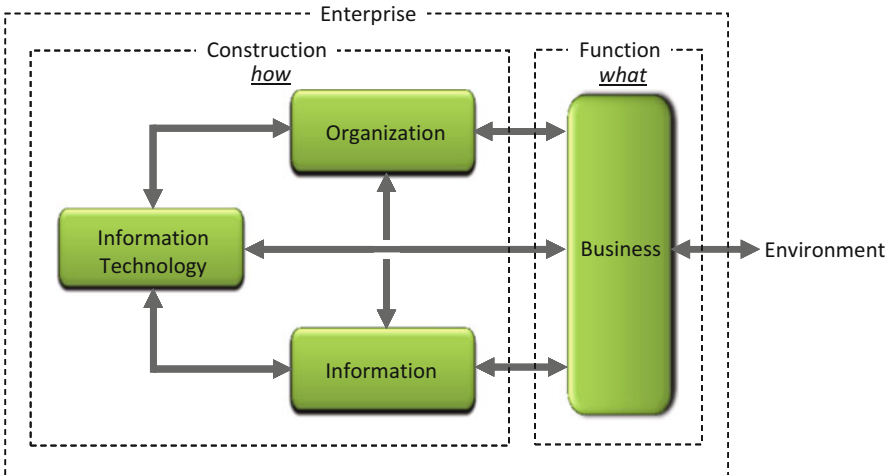 Enterprise
Construction
how
Function
what
Organization
Information
Technology
Business
Environment
Information